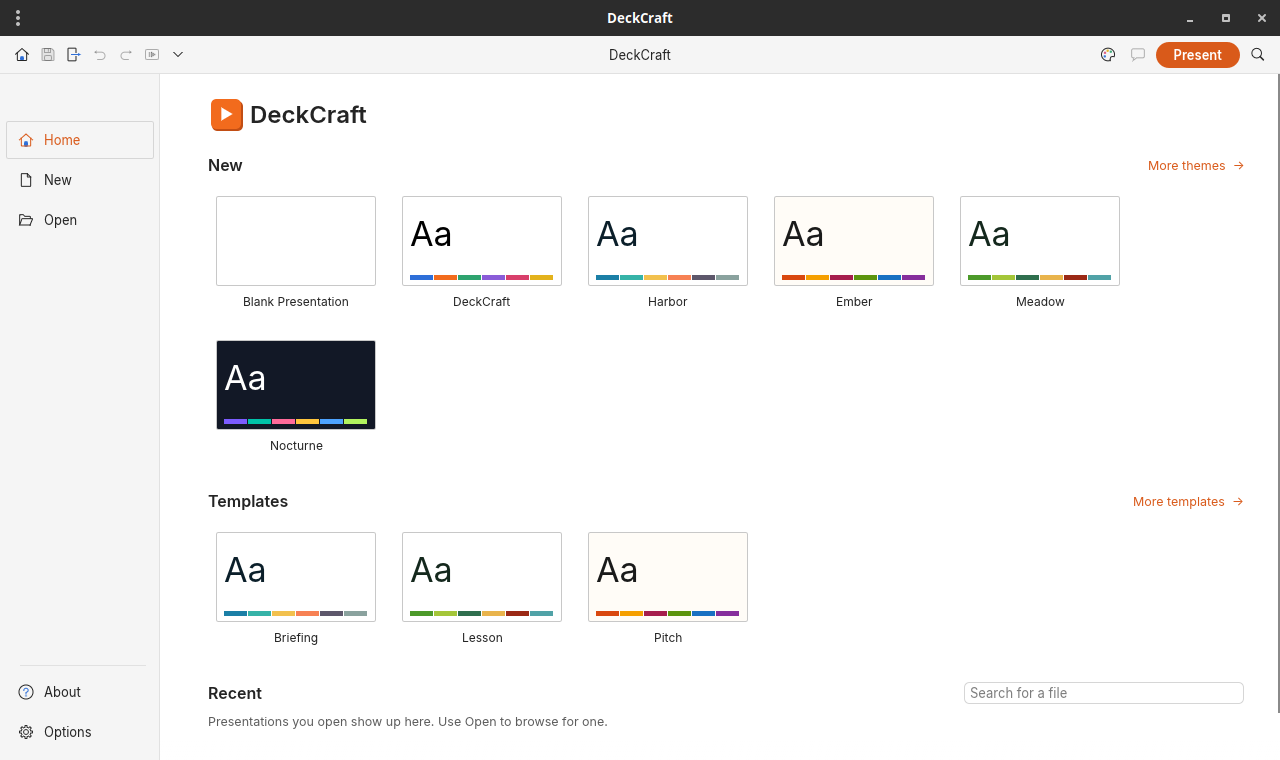 DeckCraft
DeckCraft
Present
Home
New
Open
About
Options
DeckCraft
New
More themes →
Aa
Aa
Aa
Aa
Blank Presentation
DeckCraft
Harbor
Ember
Meadow
Aa
Nocturne
Templates
More templates →
Aa
Aa
Aa
Briefing
Lesson
Pitch
Recent
Search for a file
Presentations you open show up here. Use Open to browse for one.